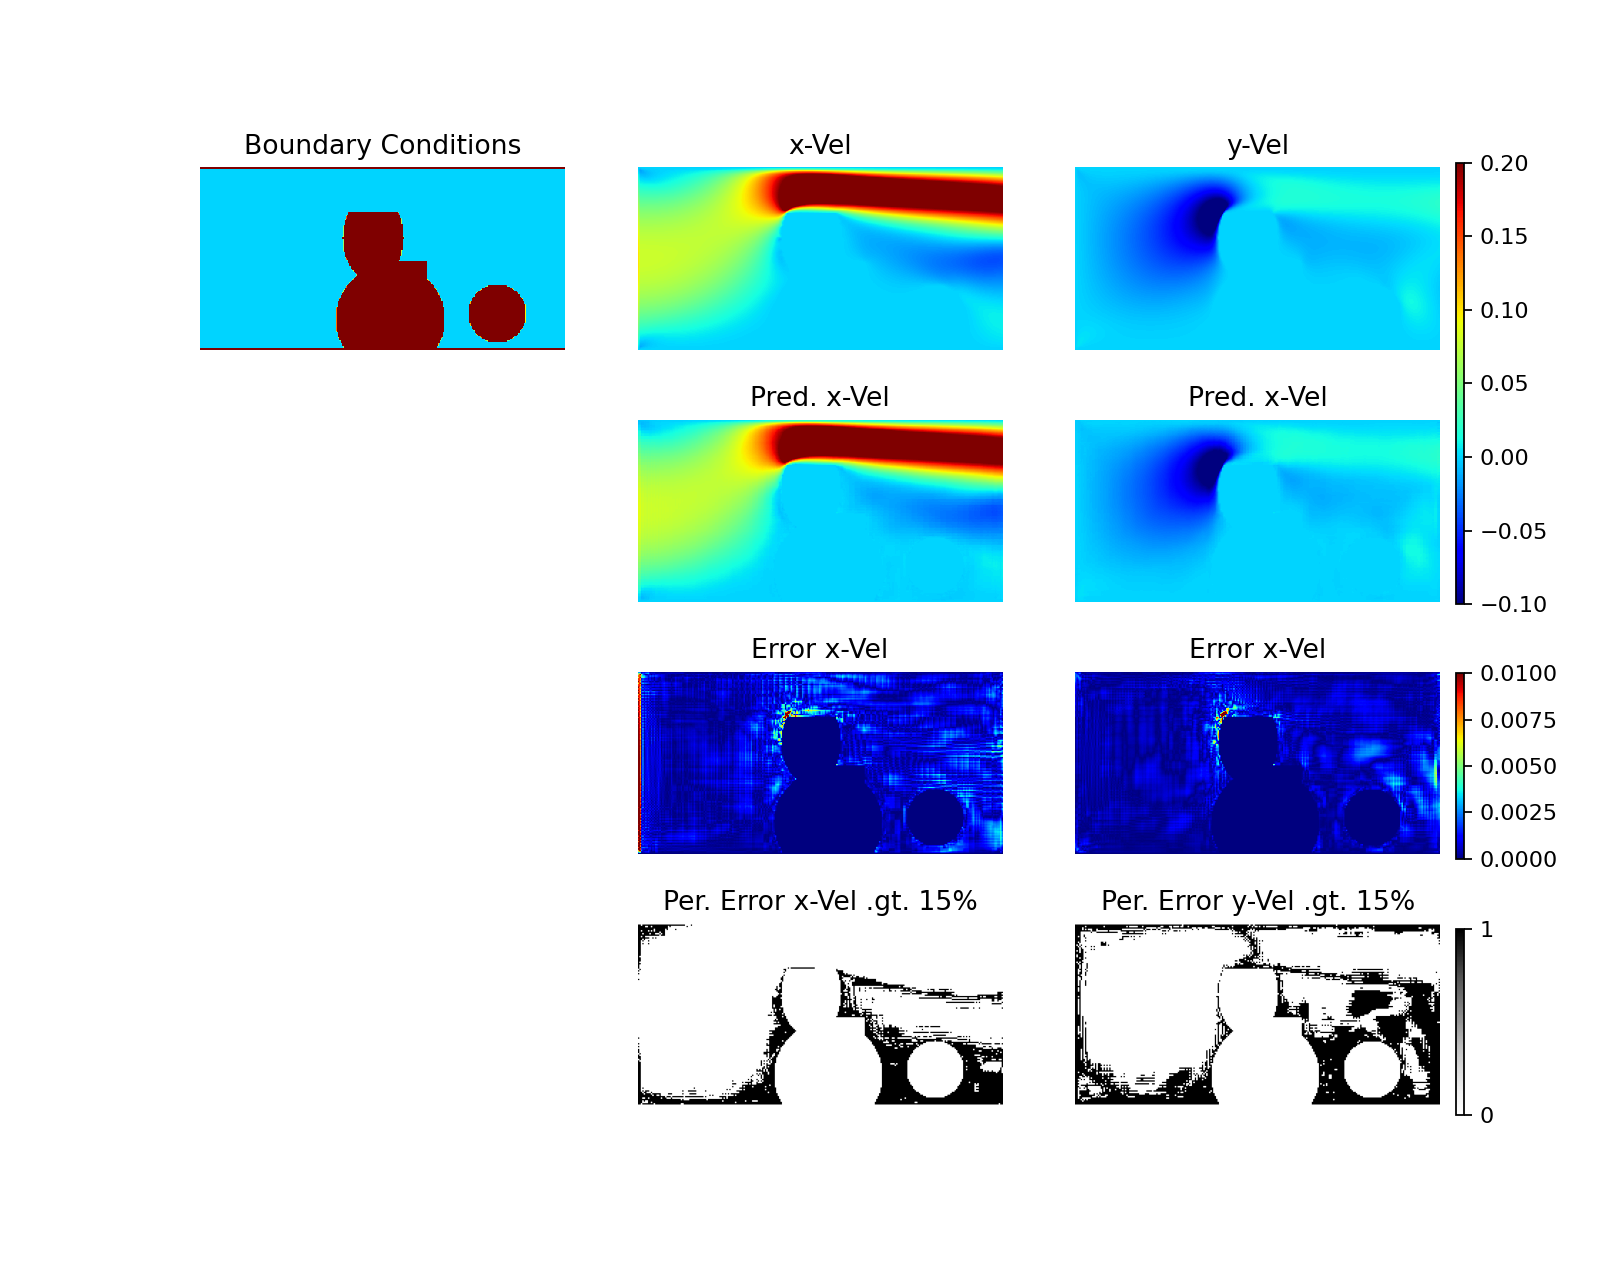 Boundary Conditions
x-Vel
y-Vel
0.20
0.15
0.10
0.05
0.00
−0.05
−0.10
Pred. x-Vel
Pred. x-Vel
Error x-Vel
Error x-Vel
0.0100
0.0075
0.0050
0.0025
0.0000
Per. Error x-Vel .gt. 15%
Per. Error y-Vel .gt. 15%
1
0